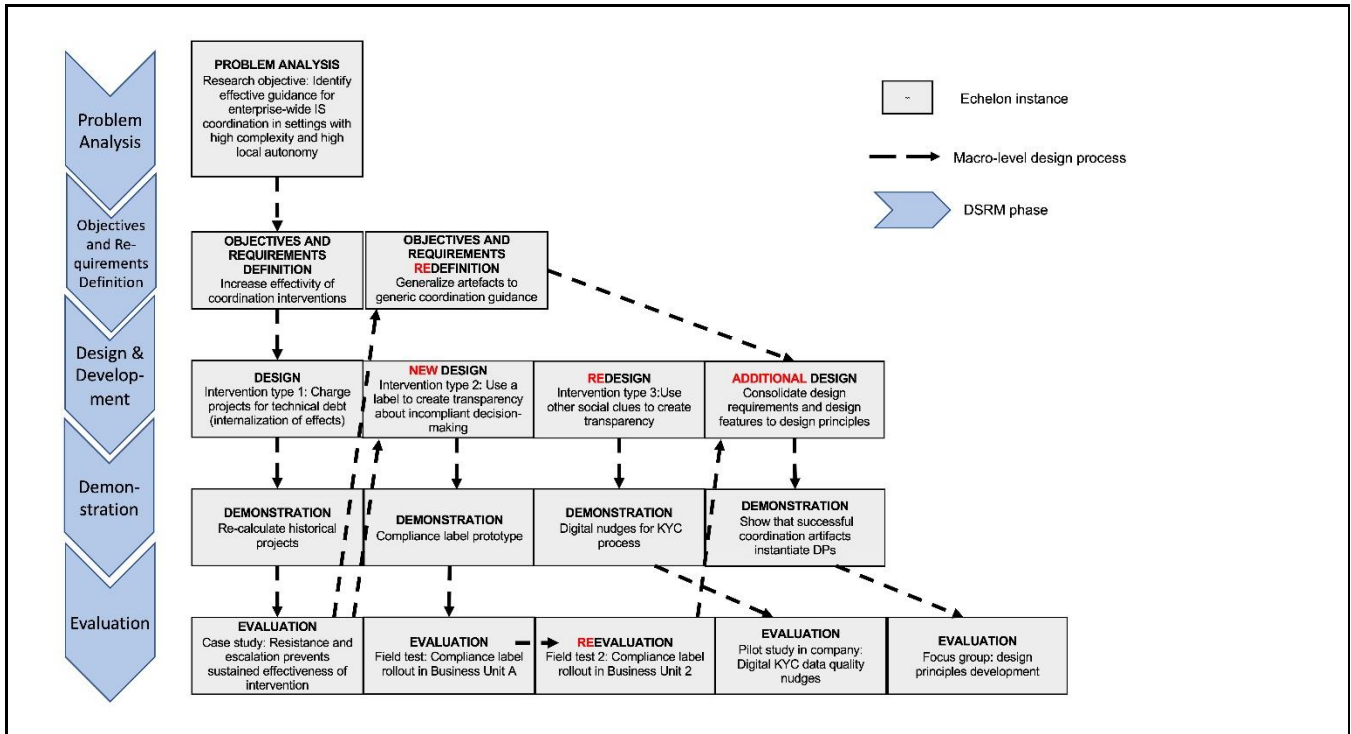 Problem
Analysis
Objectives
and Re-
quirements
Definition
Design &
Develop-
ment
Demon-
stration
Evaluation
PROBLEM ANALYSIS
Research objective: Identify
effective guidance for
enterprise-wide IS
coordination in settings with
high complexity and high
local autonomy
-
Echelon instance
Macro-level design process
DSRM phase
OBJECTIVES AND
REQUIREMENTS
DEFINITION
Increase effectivity of
coordination interventions
OBJECTIVES AND
REQUIREMENTS
REDEFINITION
Generalize artefacts to
generic coordination guidance
DESIGN
Intervention type 1: Charge
projects for technical debt
(internalization of effects)
NEW DESIGN
Intervention type 2: Use a
label to create transparency
about incompliant decision-
making
REDESIGN
Intervention type 3:Use
other social clues to create
transparency
ADDITIONAL DESIGN
Consolidate design
requirements and design
features to design principles
DEMONSTRATION
Re-calculate historical
projects
DEMONSTRATION
Compliance label prototype
DEMONSTRATION
Digital nudges for KYC
process
DEMONSTRATION
Show that successful
coordination artifacts
instantiate DPs
EVALUATION
Case study: Resistance and
escalation prevents
sustained effectiveness of
intervention
EVALUATION
Field test: Compliance label
rollout in Business Unit A
REEVALUATION
Field test 2: Compliance label
rollout in Business Unit 2
EVALUATION
Pilot study in company:
Digital KYC data quality
nudges
EVALUATION
Focus group: design
principles development